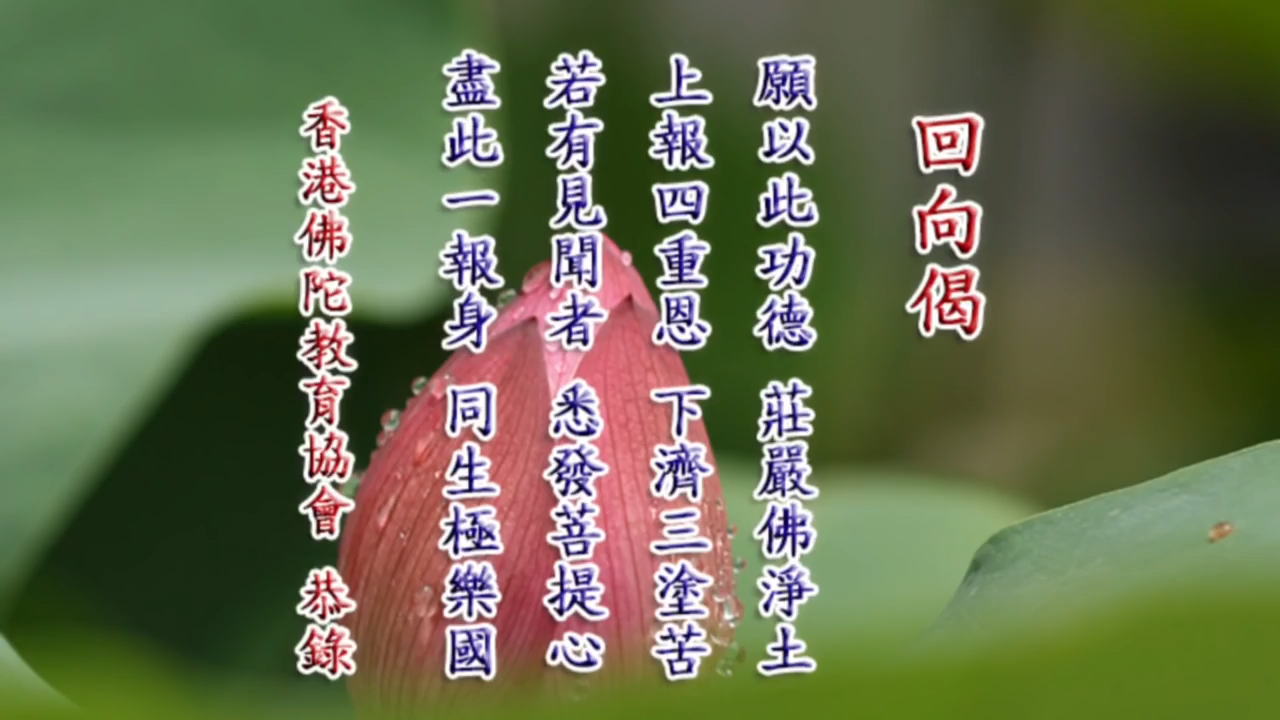 回向偈
願以此功德 莊嚴佛淨土
上報四重恩 下濟三塗苦
若有見聞者 悉發菩提心
盡此一報身 同生極樂國
香港佛陀教育協會 恭錄